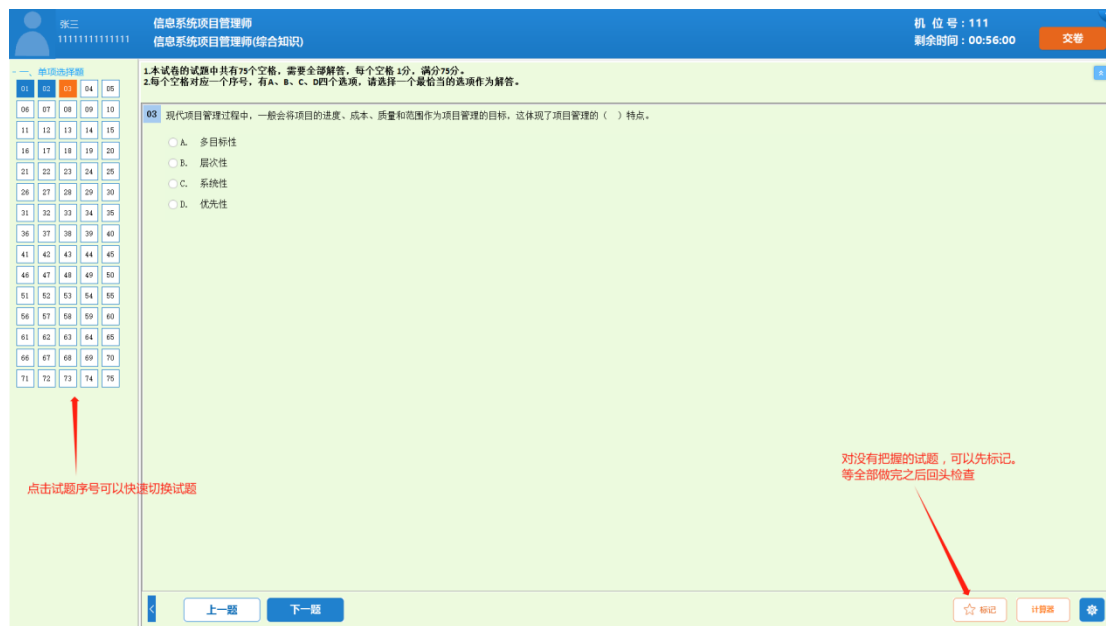 张三
11111111111111
信息系统项目管理师
信息系统项目管理师(综合知识)
机 位 号：111
剩余时间：00:56:00
交卷
- 一、单项选择题
01 02 03 04 05
06 07 08 09 10
11 12 13 14 15
16 17 18 19 20
21 22 23 24 25
26 27 28 29 30
31 32 33 34 35
36 37 38 39 40
41 42 43 44 45
46 47 48 49 50
51 52 53 54 55
56 57 58 59 60
61 62 63 64 65
66 67 68 69 70
71 72 73 74 75
点击试题序号可以快速切换试题
1.本试卷的试题中共有75个空格，需要全部解答，每个空格 1分，满分75分。
2.每个空格对应一个序号，有A、B、C、D四个选项，请选择一个最恰当的选项作为解答。
03 现代项目管理过程中，一般会将项目的进度、成本、质量和范围作为项目管理的目标，这体现了项目管理的（ ）特点。
A. 多目标性
B. 层次性
C. 系统性
D. 优先性
对没有把握的试题，可以先标记。
等全部做完之后回头检查
上一题
下一题
标记
计算器